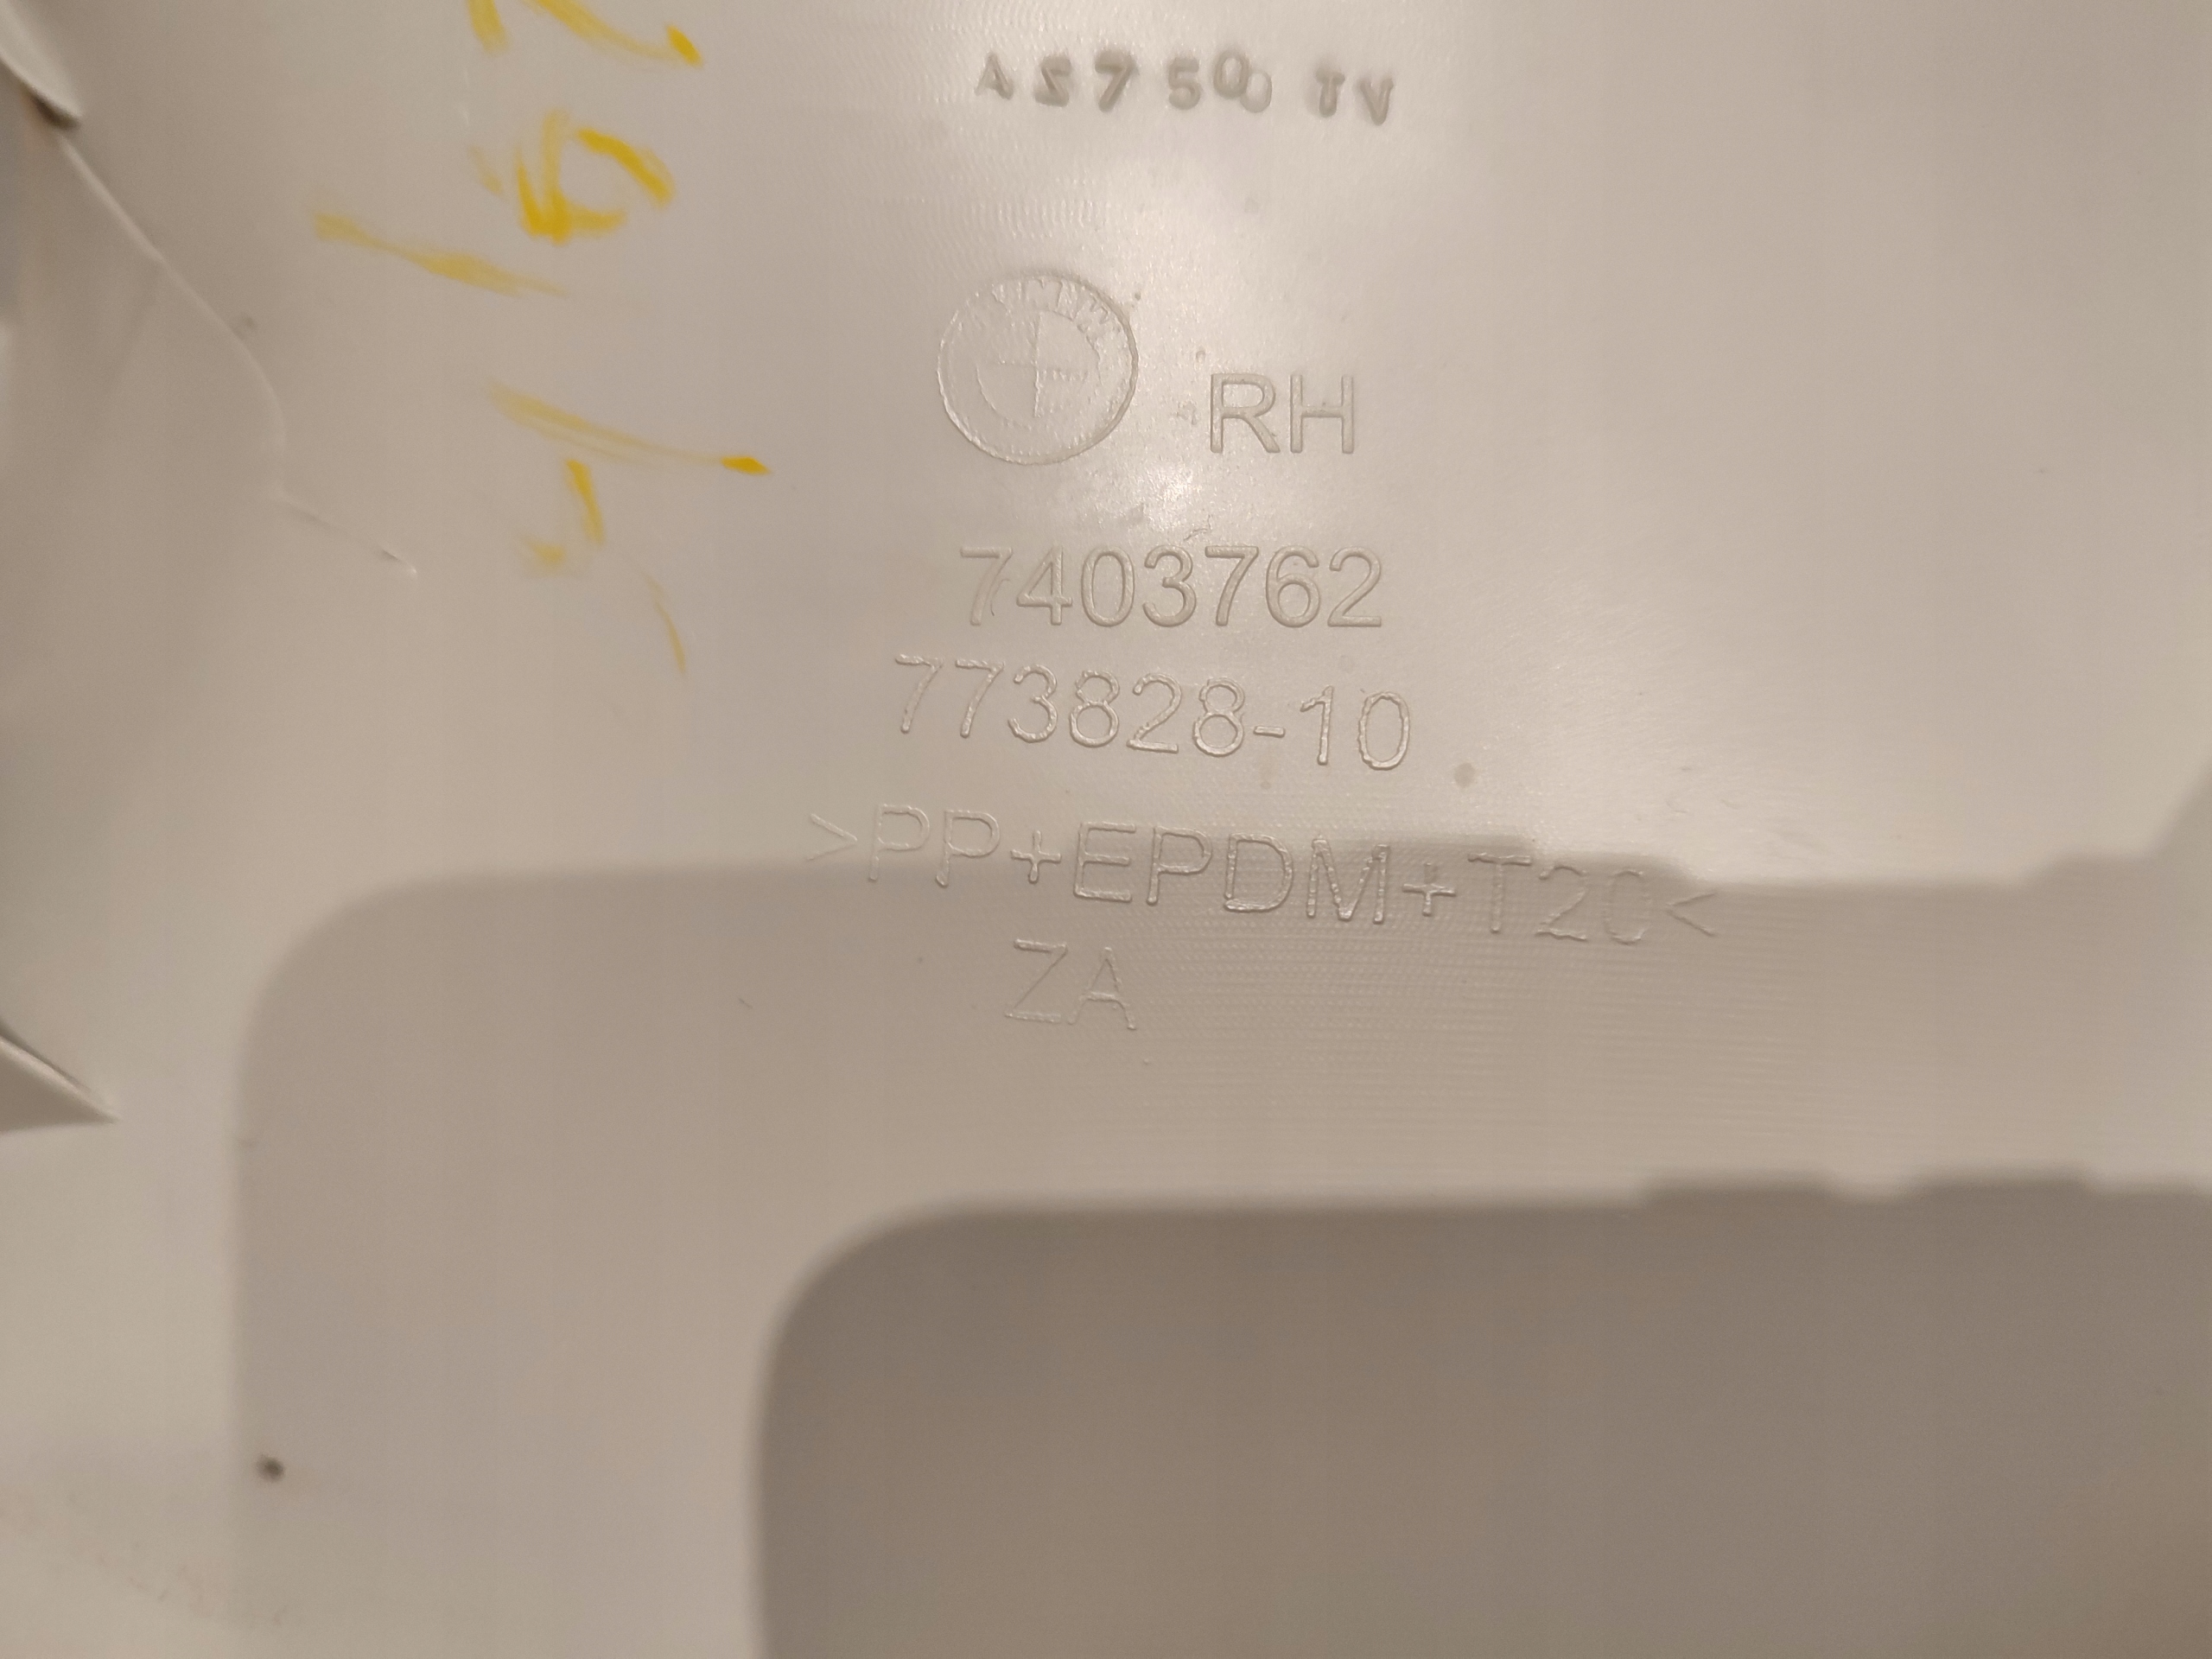 RH
7403762
773828-10
>PP+EPDM+T20<
ZA